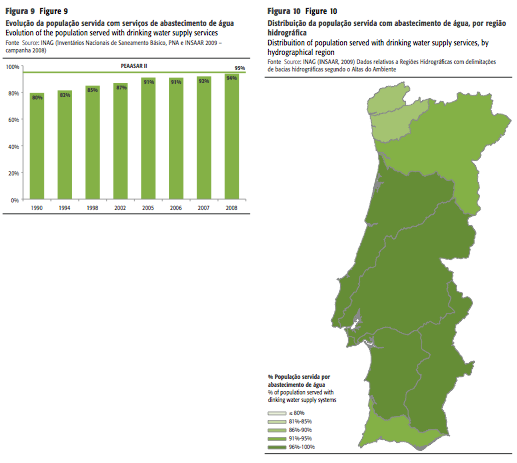 Figura 9 Figure 9
Evolução da população servida com serviços de abastecimento de água
Evolution of the population served with drinking water supply services
Fonte Source: INAG (Inventários Nacionais de Saneamento Básico, PNA e INSAAR 2009 –
campanha 2008)
PEAASAR II
95%
100%
80%
60%
40%
20%
0%
80%
82%
85%
87%
91%
91%
92%
94%
1990
1994
1998
2002
2005
2006
2007
2008
Figura 10 Figure 10
Distribuição da população servida com abastecimento de água, por região
hidrográfica
Distribuition of population served with drinking water supply services, by
hydrographical region
Fonte Source: INAG (INSAAR, 2009) Dados relativos a Regiões Hidrográficas com delimitações
de bacias hidrográficas segundo o Altas do Ambiente
% População servida por
abastecimento de água
% of population served with
drinking water supply systems
≤ 80%
81%-85%
86%-90%
91%-95%
96%-100%